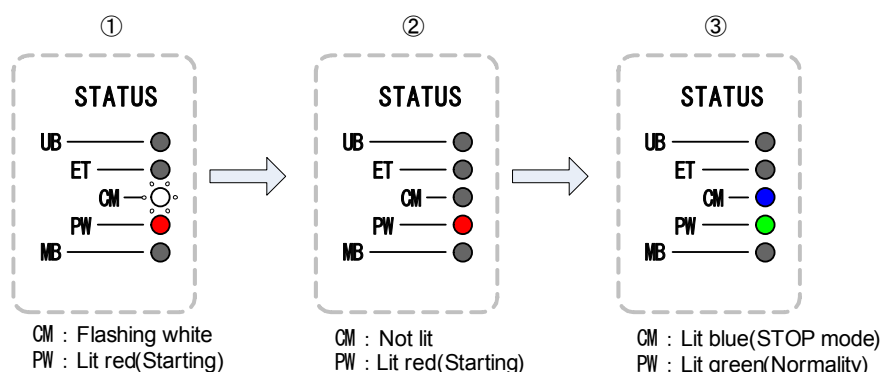 ①
STATUS
UB
ET
CM
PW
MB
CM : Flashing white
PW : Lit red(Starting)
②
STATUS
UB
ET
CM
PW
MB
CM : Not lit
PW : Lit red(Starting)
③
STATUS
UB
ET
CM
PW
MB
CM : Lit blue(STOP mode)
PW : Lit green(Normality)